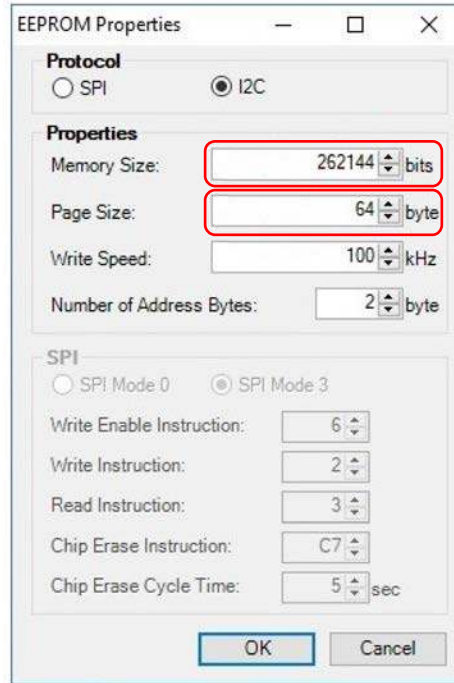 EEPROM Properties
Protocol
SPI I2C
Properties
Memory Size: 262144 bits
Page Size: 64 byte
Write Speed: 100 kHz
Number of Address Bytes: 2 byte
SPI
SPI Mode 0 SPI Mode 3
Write Enable Instruction: 6
Write Instruction: 2
Read Instruction: 3
Chip Erase Instruction: C7
Chip Erase Cycle Time: 5 sec
OK Cancel